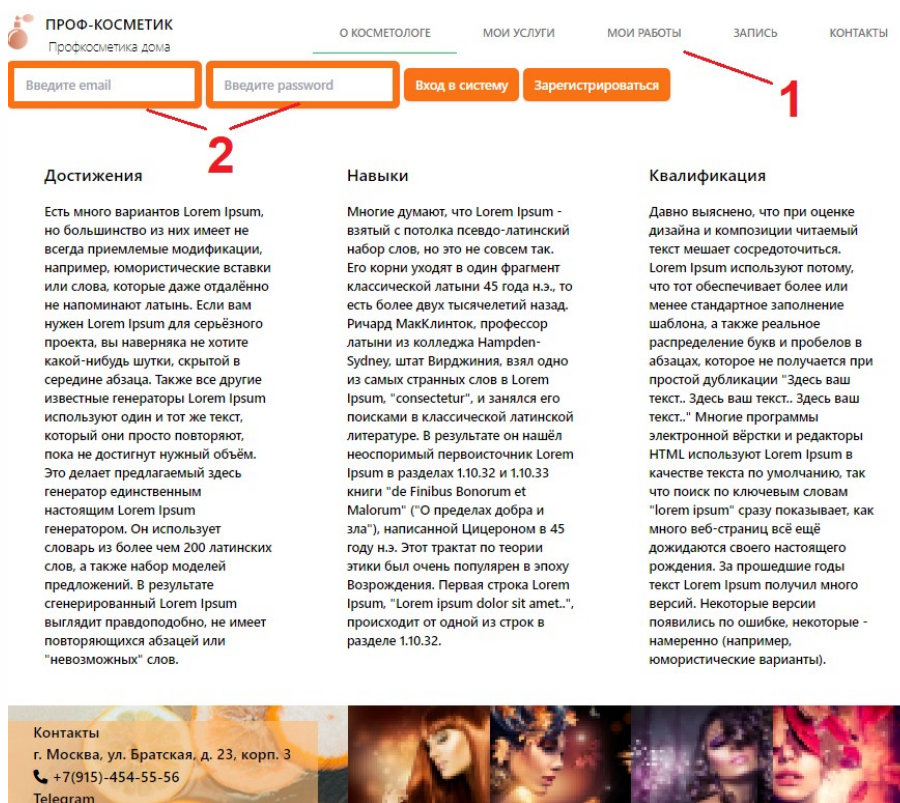 ПРОФ-КОСМЕТИК
Профкосметика дома
О КОСМЕТОЛОГЕ
МОИ УСЛУГИ
МОИ РАБОТЫ
ЗАПИСЬ
КОНТАКТЫ
Введите email
Введите password
Вход в систему
Зарегистрироваться
1
2
Достижения
Есть много вариантов Lorem Ipsum,
но большинство из них имеет не
всегда приемлемые модификации,
например, юмористические вставки
или слова, которые даже отдалённо
не напоминают латынь. Если вам
нужен Lorem Ipsum для серьёзного
проекта, вы наверняка не хотите
какой-нибудь шутки, скрытой в
середине абзаца. Также все другие
известные генераторы Lorem Ipsum
используют один и тот же текст,
который они просто повторяют,
пока не достигнут нужный объём.
Это делает предлагаемый здесь
генератор единственным
настоящим Lorem Ipsum
генератором. Он использует
словарь из более чем 200 латинских
слов, а также набор моделей
предложений. В результате
сгенерированный Lorem Ipsum
выглядит правдоподобно, не имеет
повторяющихся абзацей или
"невозможных" слов.
Навыки
Многие думают, что Lorem Ipsum -
взятый с потолка псевдо-латинский
набор слов, но это не совсем так.
Его корни уходят в один фрагмент
классической латыни 45 года н.э., то
есть более двух тысячелетий назад.
Ричард МакКлинток, профессор
латыни из колледжа Hampden-
Sydney, штат Вирджиния, взял одно
из самых странных слов в Lorem
Ipsum, "consectetur", и занялся его
поисками в классической латинской
литературе. В результате он нашёл
неоспоримый первоисточник Lorem
Ipsum в разделах 1.10.32 и 1.10.33
книги "de Finibus Bonorum et
Malorum" ("О пределах добра и
зла"), написанной Цицероном в 45
году н.э. Этот трактат по теории
этики был очень популярен в эпоху
Возрождения. Первая строка Lorem
Ipsum, "Lorem ipsum dolor sit amet..",
происходит от одной из строк в
разделе 1.10.32.
Квалификация
Давно выяснено, что при оценке
дизайна и композиции читаемый
текст мешает сосредоточиться.
Lorem Ipsum используют потому,
что тот обеспечивает более или
менее стандартное заполнение
шаблона, а также реальное
распределение букв и пробелов в
абзацах, которое не получается при
простой дубликации "Здесь ваш
текст.. Здесь ваш текст.. Здесь ваш
текст.." Многие программы
электронной вёрстки и редакторы
HTML используют Lorem Ipsum в
качестве текста по умолчанию, так
что поиск по ключевым словам
"lorem ipsum" сразу показывает, как
много веб-страниц всё ещё
дожидаются своего настоящего
рождения. За прошедшие годы
текст Lorem Ipsum получил много
версий. Некоторые версии
появились по ошибке, некоторые -
намеренно (например,
юмористические варианты).
Контакты
г. Москва, ул. Братская, д. 23, корп. 3
+7(915)-454-55-56
Telegram